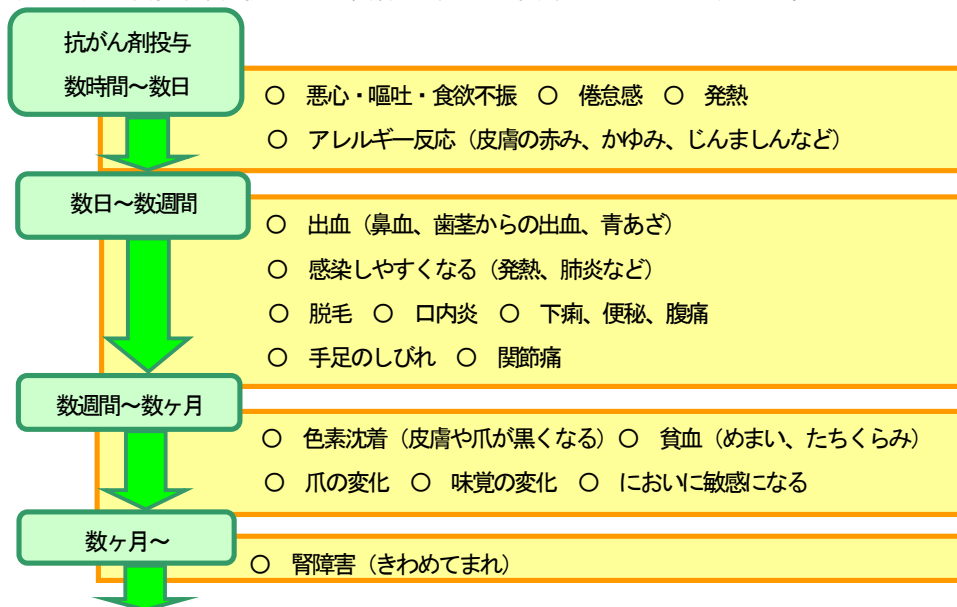 抗がん剤投与
数時間～数日
○ 悪心・嘔吐・食欲不振 ○ 倦怠感 ○ 発熱
○ アレルギー反応（皮膚の赤み、かゆみ、じんましんなど）
数日～数週間
○ 出血（鼻血、歯茎からの出血、青あざ）
○ 感染しやすくなる（発熱、肺炎など）
○ 脱毛 ○ 口内炎 ○ 下痢、便秘、腹痛
○ 手足のしびれ ○ 関節痛
数週間～数ヶ月
○ 色素沈着（皮膚や爪が黒くなる）○ 貧血（めまい、たちくらみ）
○ 爪の変化 ○ 味覚の変化 ○ においに敏感になる
数ヶ月～
○ 腎障害（きわめてまれ）